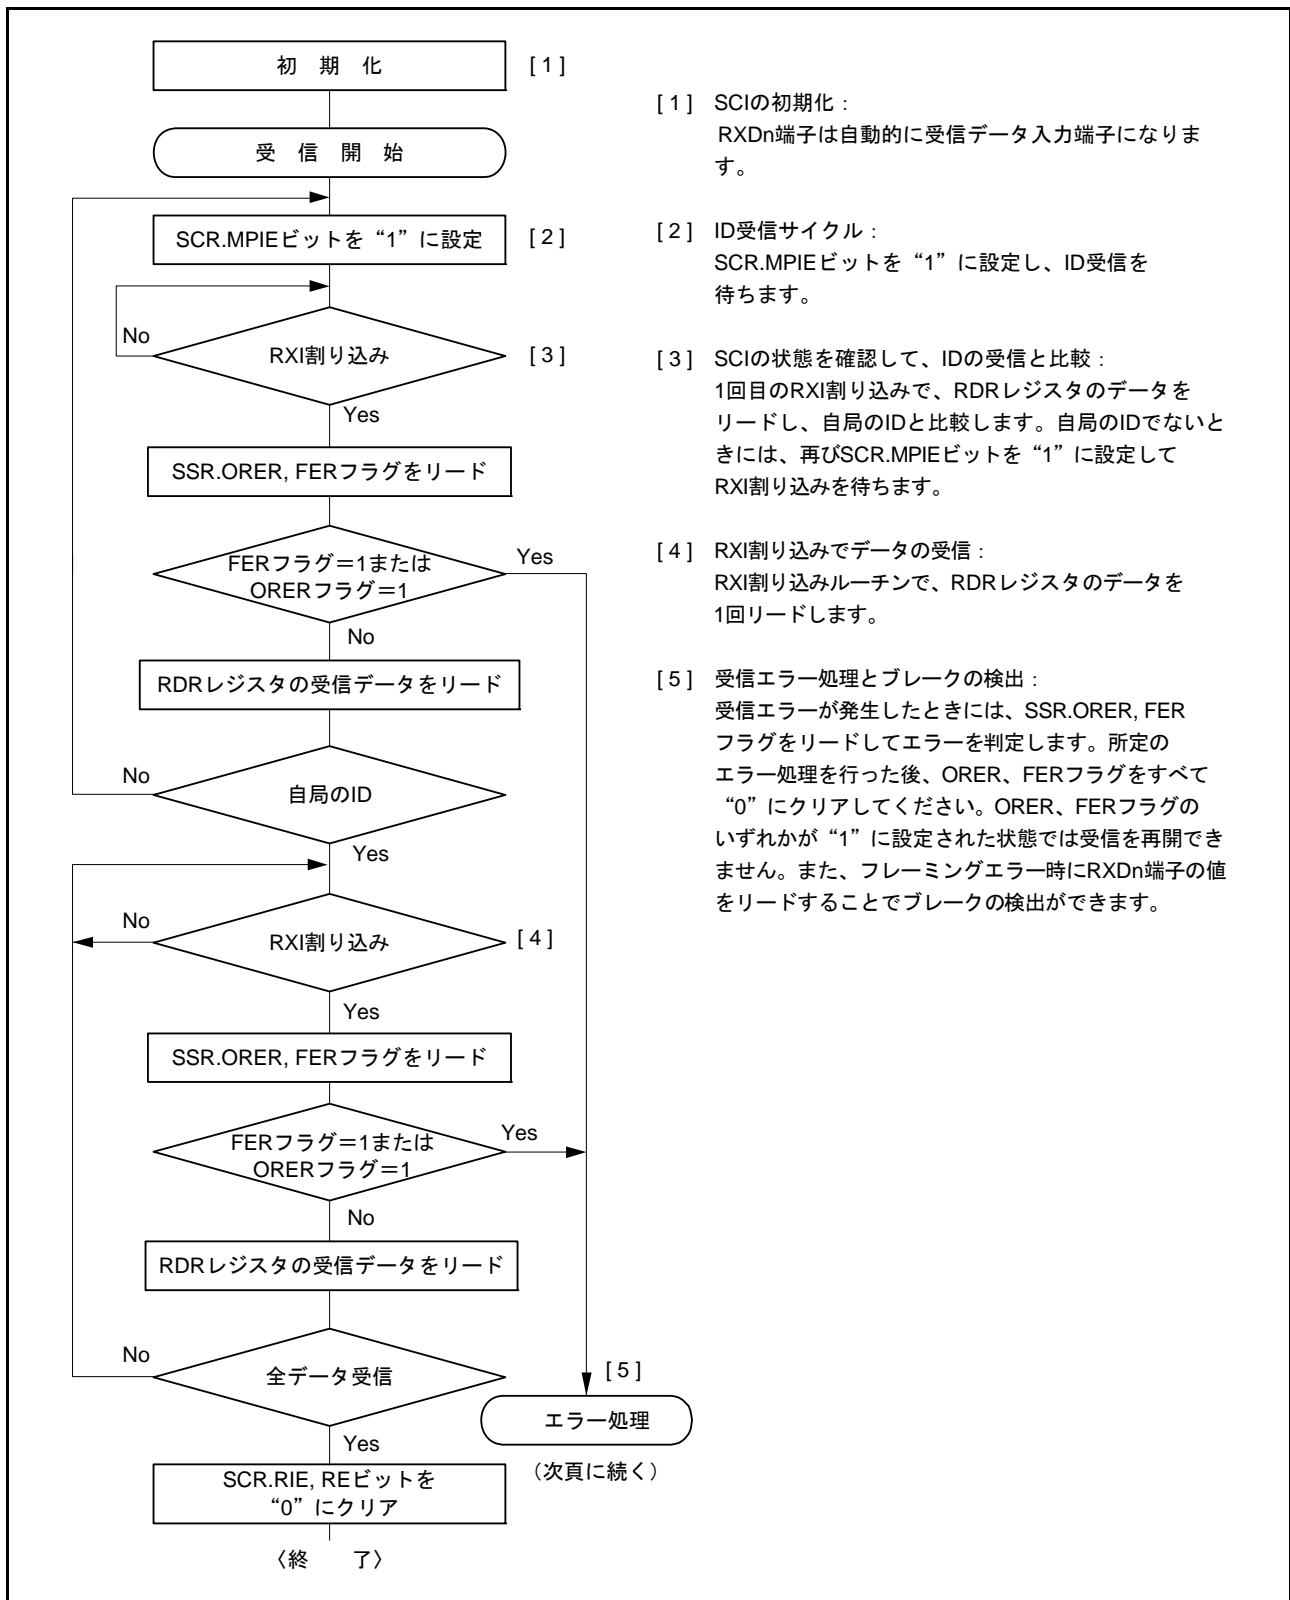 初 期 化 [ 1 ]
受 信 開 始
SCR.MPIEビットを“1”に設定 [ 2 ]
No
RXI割り込み [ 3 ]
Yes
SSR.ORER, FERフラグをリード
FERフラグ＝1または
ORERフラグ＝1
Yes
No
RDRレジスタの受信データをリード
No
自局のID
Yes
No
RXI割り込み [ 4 ]
Yes
SSR.ORER, FERフラグをリード
FERフラグ＝1または
ORERフラグ＝1
Yes
No
RDRレジスタの受信データをリード
No
全データ受信
[ 5 ]
エラー処理
（次頁に続く）
Yes
SCR.RIE, REビットを
“0”にクリア
〈終 了〉
[ 1 ] SCIの初期化：
RXDn端子は自動的に受信データ入力端子になりま
す。
[ 2 ] ID受信サイクル：
SCR.MPIEビットを“1”に設定し、ID受信を
待ちます。
[ 3 ] SCIの状態を確認して、IDの受信と比較：
1回目のRXI割り込みで、RDRレジスタのデータを
リードし、自局のIDと比較します。自局のIDでないと
きには、再びSCR.MPIEビットを“1”に設定して
RXI割り込みを待ちます。
[ 4 ] RXI割り込みでデータの受信：
RXI割り込みルーチンで、RDRレジスタのデータを
1回リードします。
[ 5 ] 受信エラー処理とブレークの検出：
受信エラーが発生したときには、SSR.ORER, FER
フラグをリードしてエラーを判定します。所定の
エラー処理を行った後、ORER、FERフラグをすべて
“0”にクリアしてください。ORER、FERフラグの
いずれかが“1”に設定された状態では受信を再開でき
ません。また、フレーミングエラー時にRXDn端子の値
をリードすることでブレークの検出ができます。